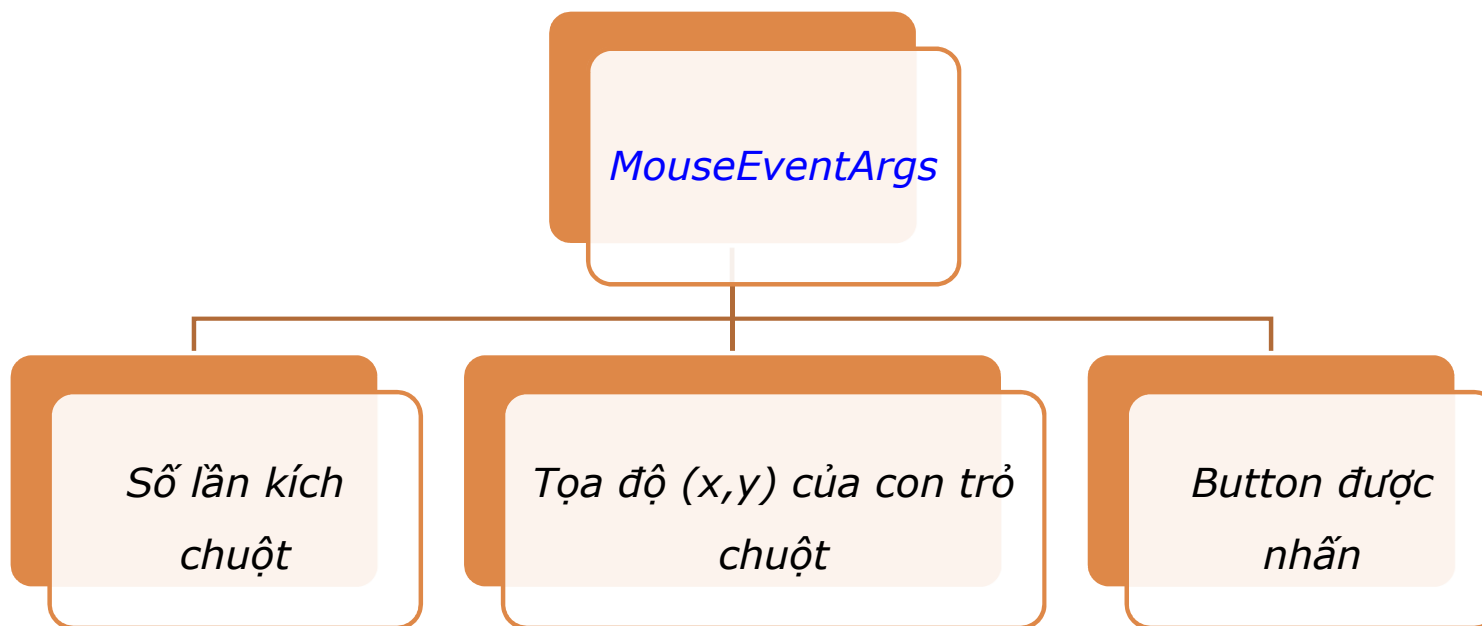 MouseEventArgs
Số lần kích
chuột
Tọa độ (x,y) của con trỏ
chuột
Button được
nhấn